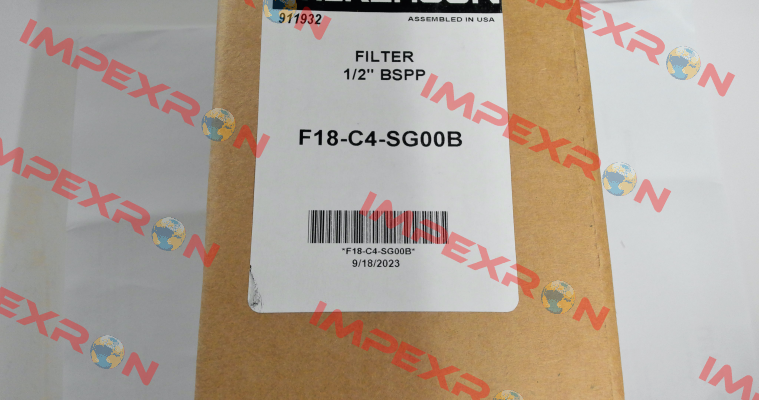 911932
ASSEMBLED IN USA
FILTER
1/2" BSPP
F18-C4-SG00B
*F18-C4-SG00B*
9/18/2023
IMPEXRON
IMPEXRON
IMPEXRON
IMPEXRON
IMPEXRON